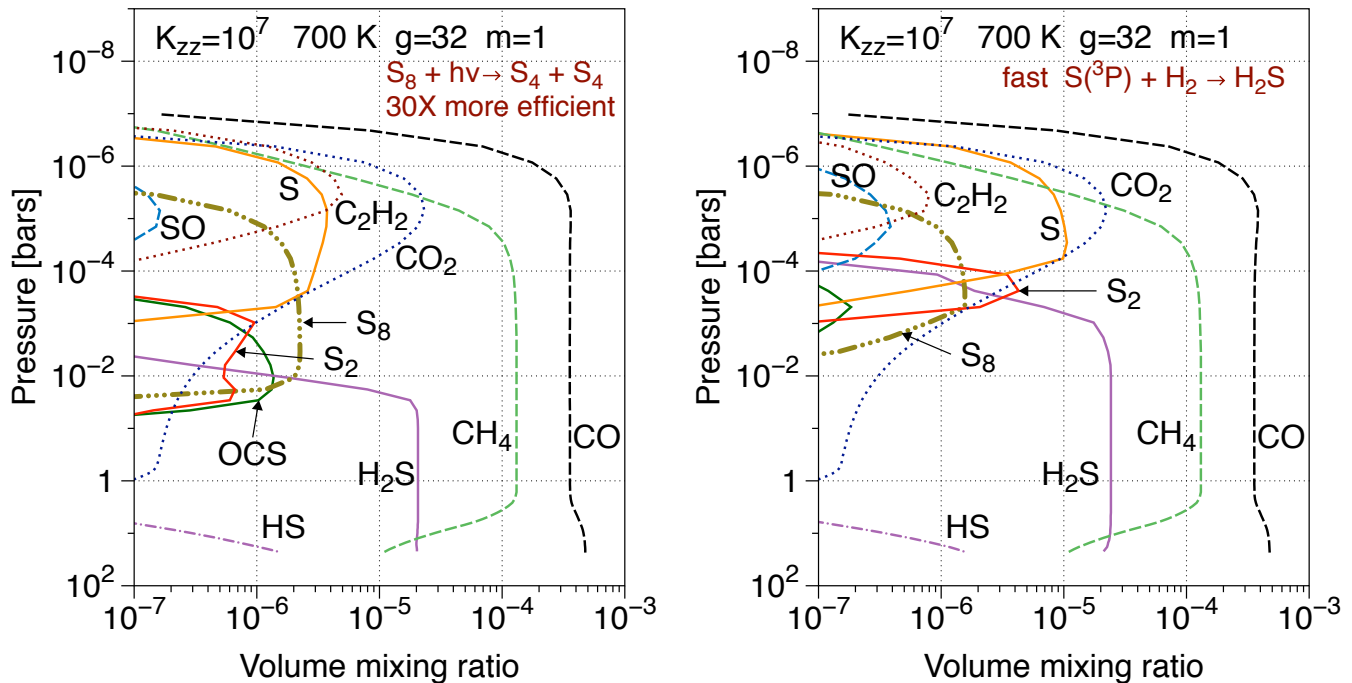 K_zz=10^7 700 K g=32 m=1
S_8 + hν → S_4 + S_4
30X more efficient
10^-8
10^-6
10^-4
10^-2
1
10^2
Pressure [bars]
S
C_2H_2
SO
CO_2
S_8
S_2
OCS
CH_4
CO
H_2S
HS
10^-7 10^-6 10^-5 10^-4 10^-3
Volume mixing ratio
K_zz=10^7 700 K g=32 m=1
fast S(^3P) + H_2 → H_2S
10^-8
10^-6
10^-4
10^-2
1
10^2
Pressure [bars]
SO
C_2H_2
CO_2
S
S_2
S_8
CH_4
CO
H_2S
HS
10^-7 10^-6 10^-5 10^-4 10^-3
Volume mixing ratio